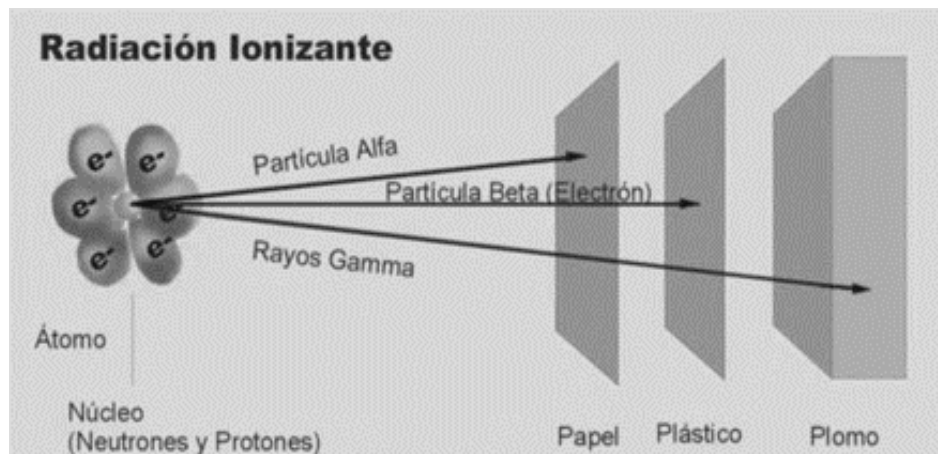 Radiación Ionizante
e-
e-
e-
e-
e-
e-
Partícula Alfa
Partícula Beta (Electrón)
Rayos Gamma
Átomo
Núcleo
(Neutrones y Protones)
Papel
Plástico
Plomo